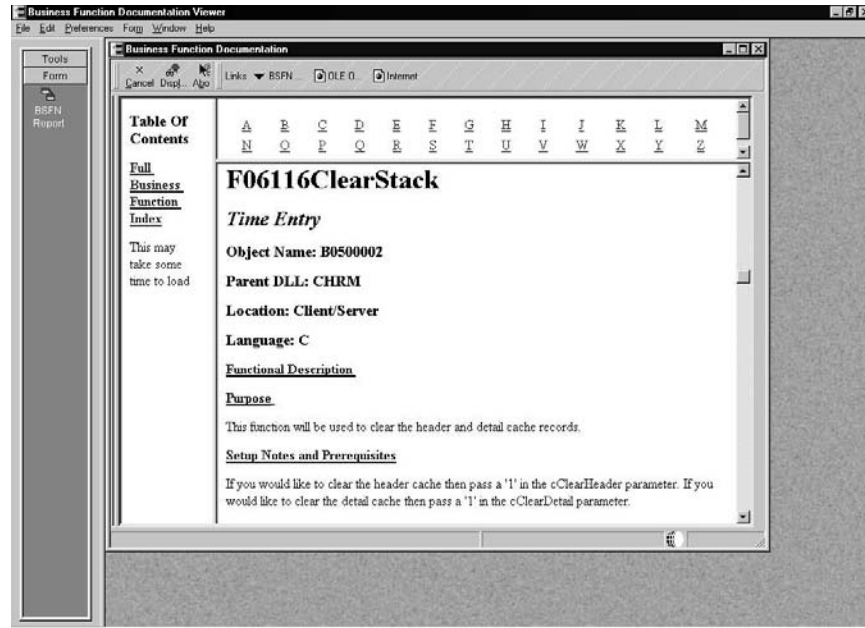 Business Function Documentation Viewer
File Edit Preferences Form Window Help
Tools
Form
BSFN
Report
Business Function Documentation
Cancel Displ... Abo
Links BSFN ... OLE O... Internet
Table Of
Contents
Full
Business
Function
Index
This may
take some
time to load
A B C D E F G H I J K L M
N O P Q R S T U V W X Y Z
F06116ClearStack
Time Entry
Object Name: B0500002
Parent DLL: CHRM
Location: Client/Server
Language: C
Functional Description
Purpose
This function will be used to clear the header and detail cache records.
Setup Notes and Prerequisites
If you would like to clear the header cache then pass a '1' in the cClearHeader parameter. If you
would like to clear the detail cache then pass a '1' in the cClearDetail parameter.